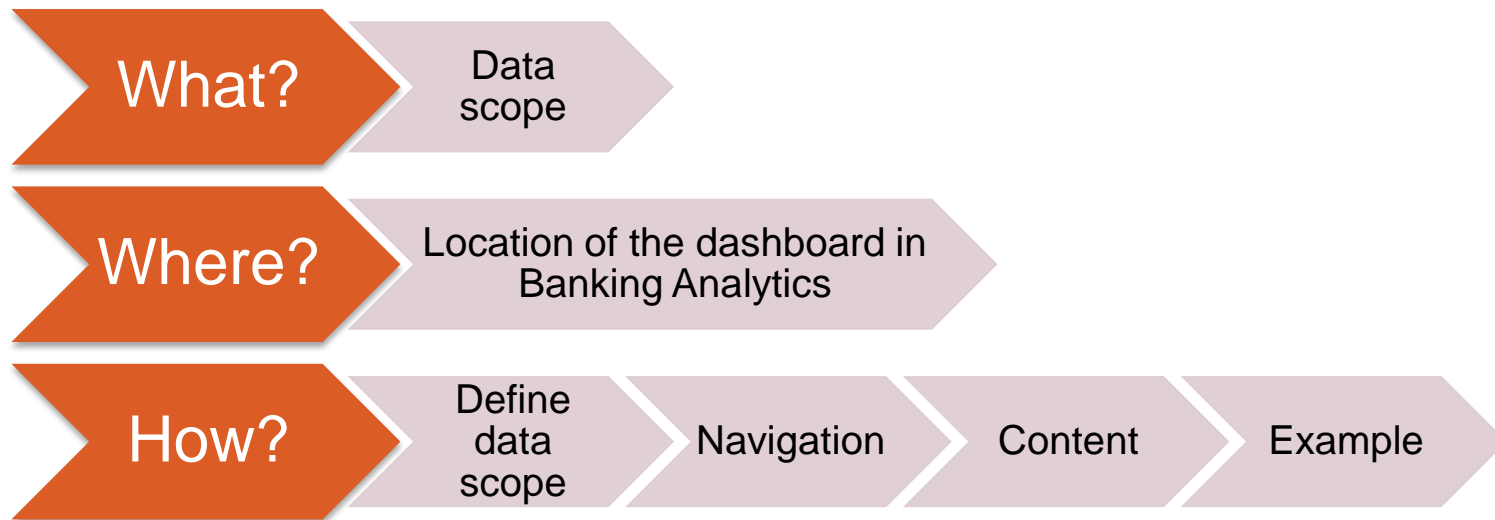 What?
Data
scope
Where?
Location of the dashboard in
Banking Analytics
How?
Define
data
scope
Navigation
Content
Example